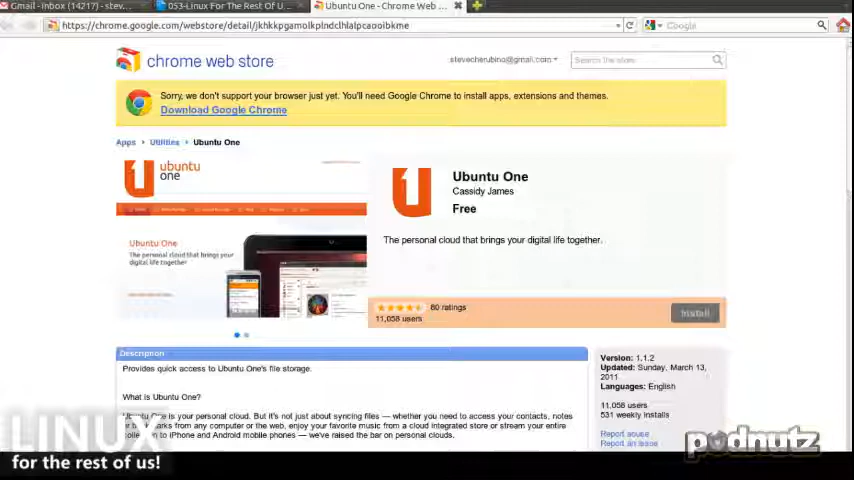 Gmail - Inbox (14217) - stev...
053-Linux For The Rest Of U...
Ubuntu One - Chrome Web ...
https://chrome.google.com/webstore/detail/
Google
chrome web store
stevecherubino@gmail.com
Search the store
Sorry, we don't support your browser just yet. You'll need Google Chrome to install apps, extensions and themes.
Download Google Chrome
Apps
Utilities
Ubuntu One
ubuntu
one
Ubuntu One
The personal cloud that brings your
digital life together
Ubuntu One
Cassidy James
Free
The personal cloud that brings your digital life together.
60 ratings
11,058 users
Install
Description
Provides quick access to Ubuntu One's file storage.
What is Ubuntu One?
Ubuntu One is your personal cloud. But it's not just about syncing files — whether you need to access your contacts, notes
from any computer or the web, enjoy your favorite music from a cloud integrated store or stream your entire
to iPhone and Android mobile phones — we've raised the bar on personal clouds.
Version: 1.1.2
Updated: Sunday, March 13,
2011
Languages: English
11,058 users
531 weekly installs
Report abuse
Report an issue
LINUX
for the rest of us!
podnutz